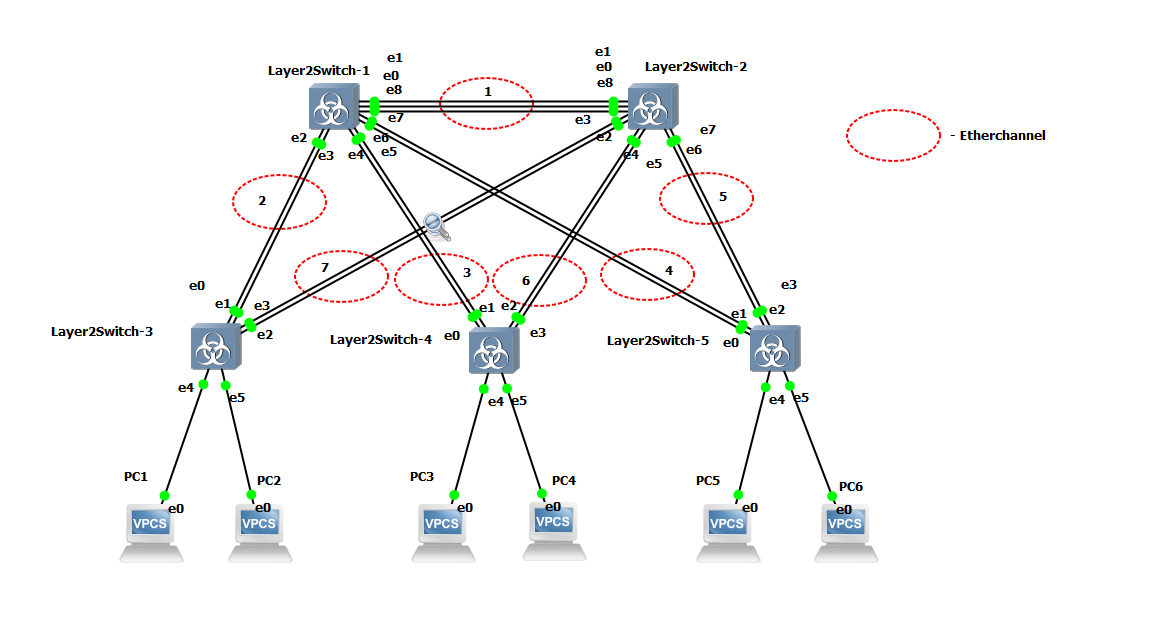 e1
e1
Layer2Switch-1
e0
e0
Layer2Switch-2
e8
e8
1
e7
e3
e7
- Etherchannel
e2
e3
e4
e6
e5
e2
e4
e5
e6
2
5
7
3
6
4
e0
e3
e1
e3
e2
e1
e2
e1
e2
Layer2Switch-3
e0
e3
Layer2Switch-4
Layer2Switch-5
e0
e4
e5
e4
e5
e4
e5
PC1
PC2
PC3
PC4
PC5
PC6
e0
e0
e0
e0
e0
e0
VPCS
VPCS
VPCS
VPCS
VPCS
VPCS